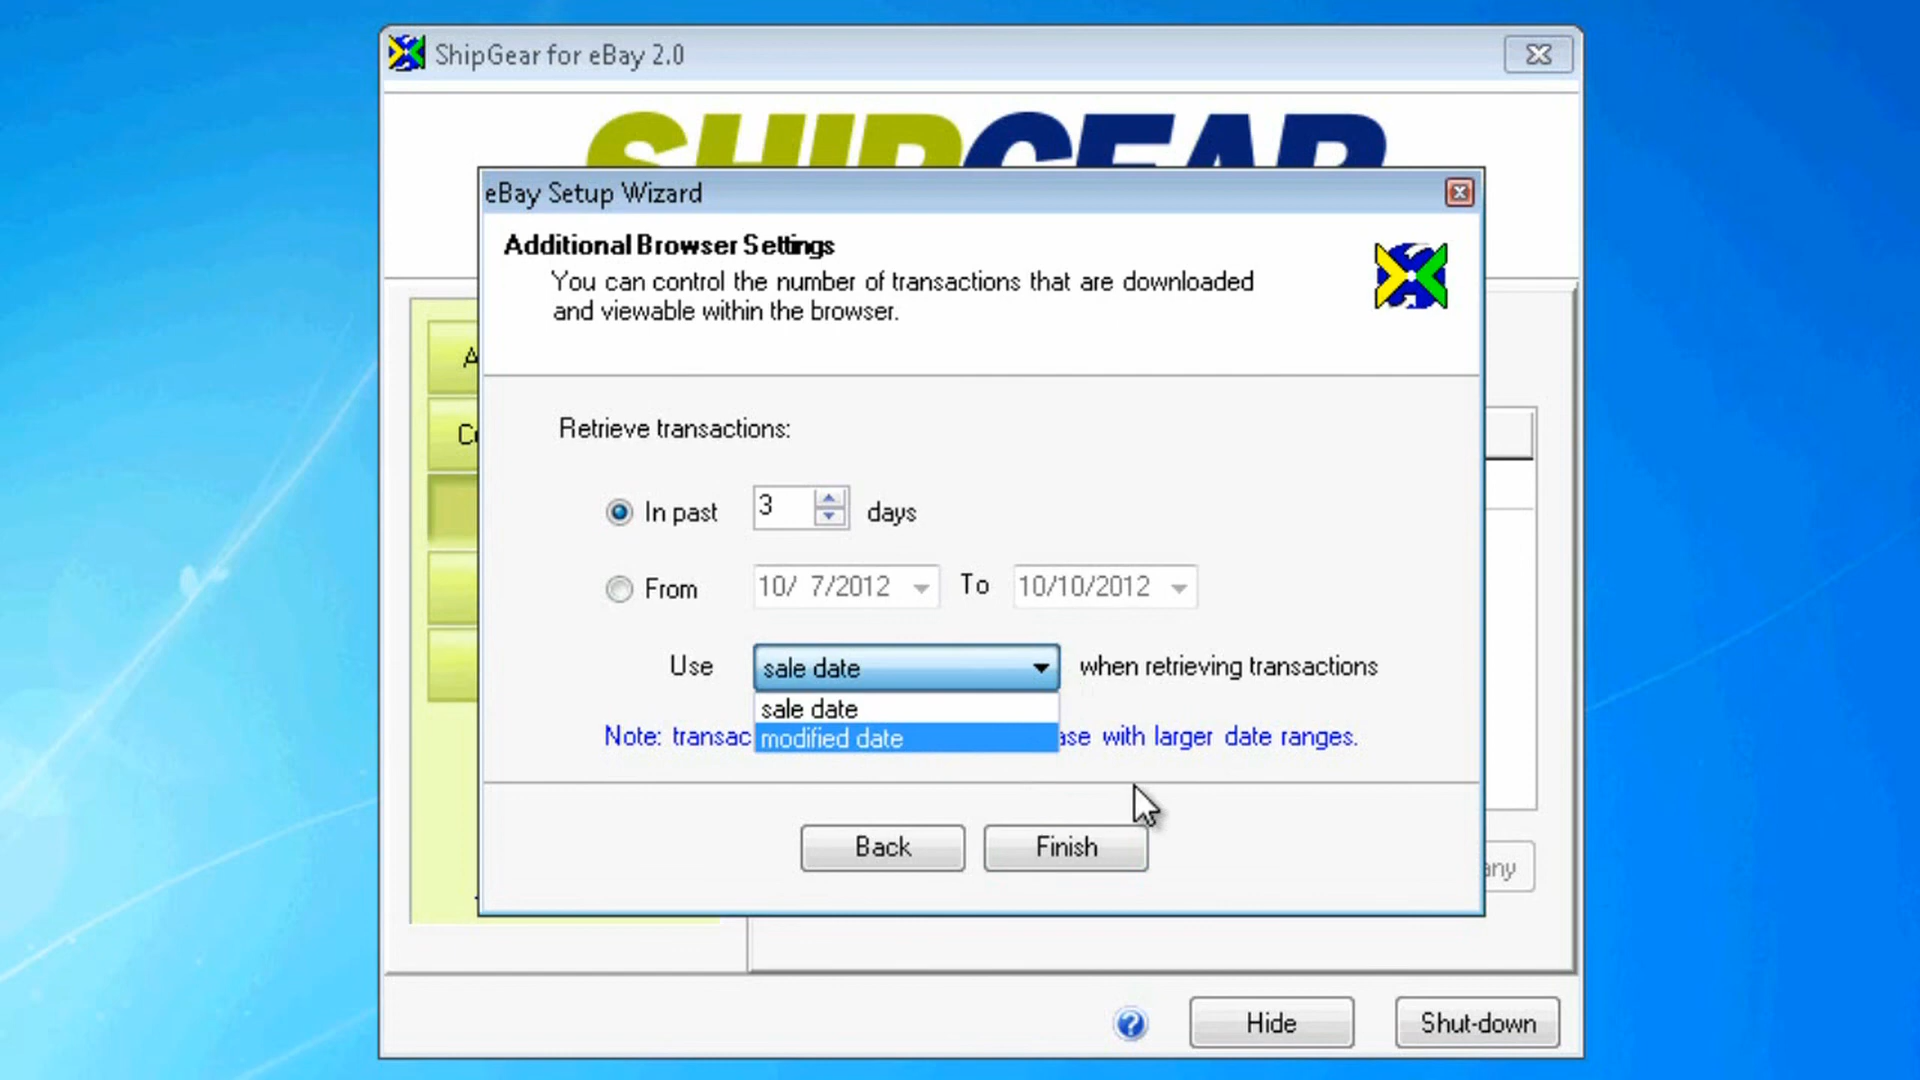 ShipGear for eBay 2.0
SHIPGEAR
eBay Setup Wizard
Additional Browser Settings
You can control the number of transactions that are downloaded
and viewable within the browser.
Retrieve transactions:
In past 3 days
From 10/ 7/2012 To 10/10/2012
Use sale date when retrieving transactions
sale date
Note: transac modified date ase with larger date ranges.
Back Finish
any
Hide Shut-down